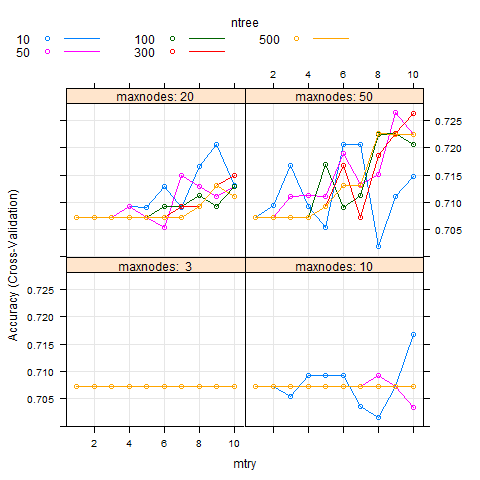 ntree
10 100 500
50 300
2 4 6 8 10
maxnodes: 20 maxnodes: 50
0.725
0.720
0.715
0.710
0.705
maxnodes: 3 maxnodes: 10
0.725
0.720
0.715
0.710
0.705
2 4 6 8 10
Accuracy (Cross-Validation)
mtry